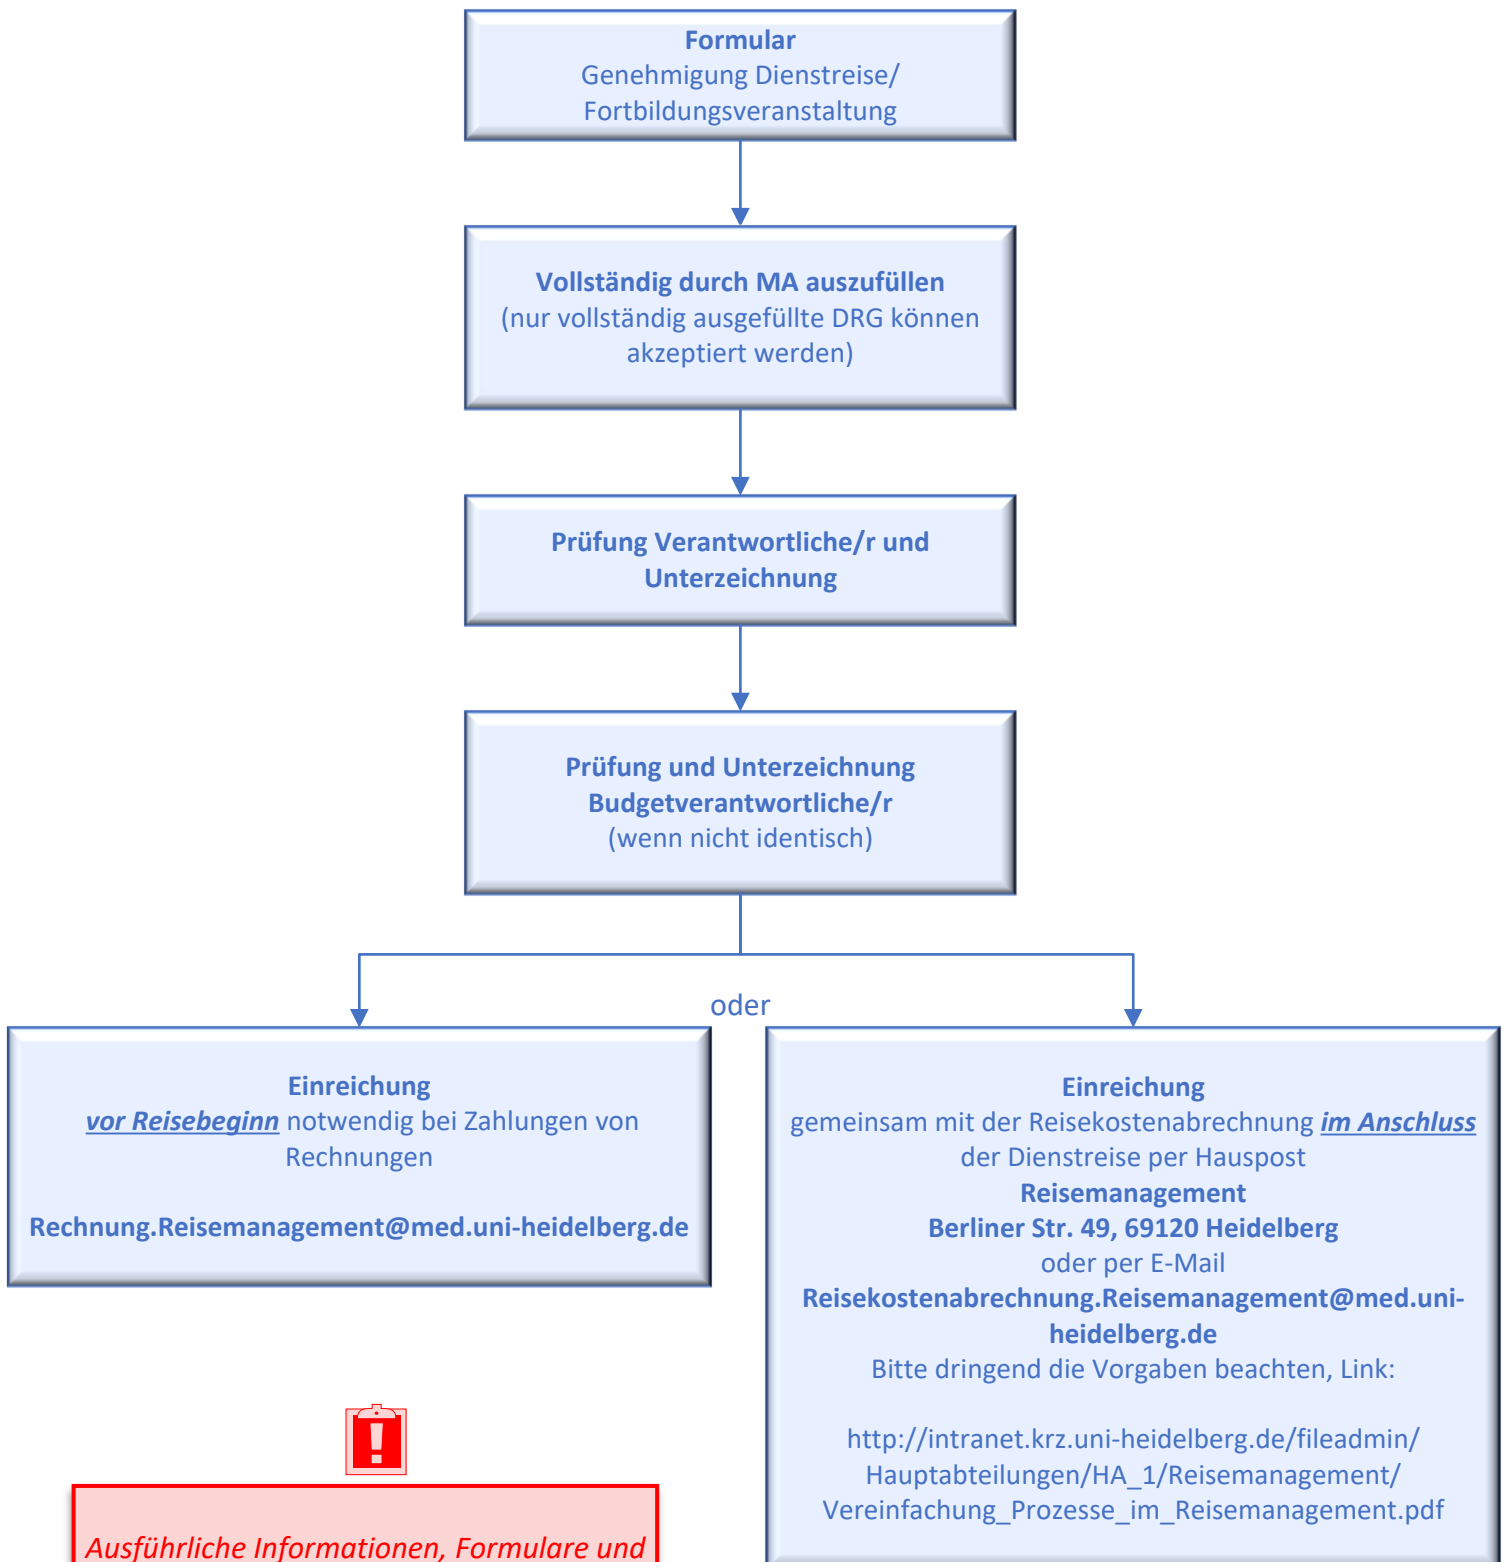 Formular
Genehmigung Dienstreise/
Fortbildungsveranstaltung
Vollständig durch MA auszufüllen
(nur vollständig ausgefüllte DRG können
akzeptiert werden)
Prüfung Verantwortliche/r und
Unterzeichnung
Prüfung und Unterzeichnung
Budgetverantwortliche/r
(wenn nicht identisch)
oder
Einreichung
vor Reisebeginn notwendig bei Zahlungen von
Rechnungen
Rechnung.Reisemanagement@med.uni-heidelberg.de
Einreichung
gemeinsam mit der Reisekostenabrechnung im Anschluss
der Dienstreise per Hauspost
Reisemanagement
Berliner Str. 49, 69120 Heidelberg
oder per E-Mail
Reisekostenabrechnung.Reisemanagement@med.uni-
heidelberg.de
Bitte dringend die Vorgaben beachten, Link:
http://intranet.krz.uni-heidelberg.de/fileadmin/
Hauptabteilungen/HA_1/Reisemanagement/
Vereinfachung_Prozesse_im_Reisemanagement.pdf
Ausführliche Informationen, Formulare und